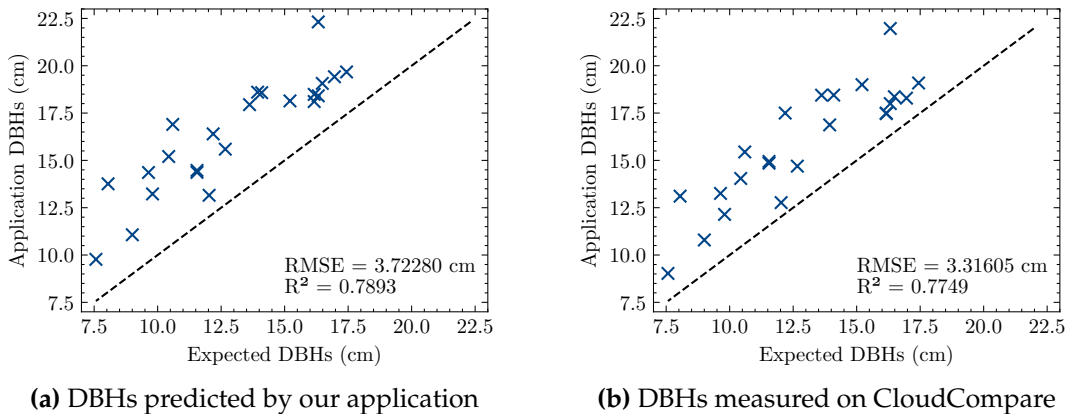 22.5
20.0
17.5
15.0
12.5
10.0
7.5
Application DBHs (cm)
RMSE = 3.72280 cm
R² = 0.7893
7.5 10.0 12.5 15.0 17.5 20.0 22.5
Expected DBHs (cm)
(a) DBHs predicted by our application
22.5
20.0
17.5
15.0
12.5
10.0
7.5
Application DBHs (cm)
RMSE = 3.31605 cm
R² = 0.7749
7.5 10.0 12.5 15.0 17.5 20.0 22.5
Expected DBHs (cm)
(b) DBHs measured on CloudCompare